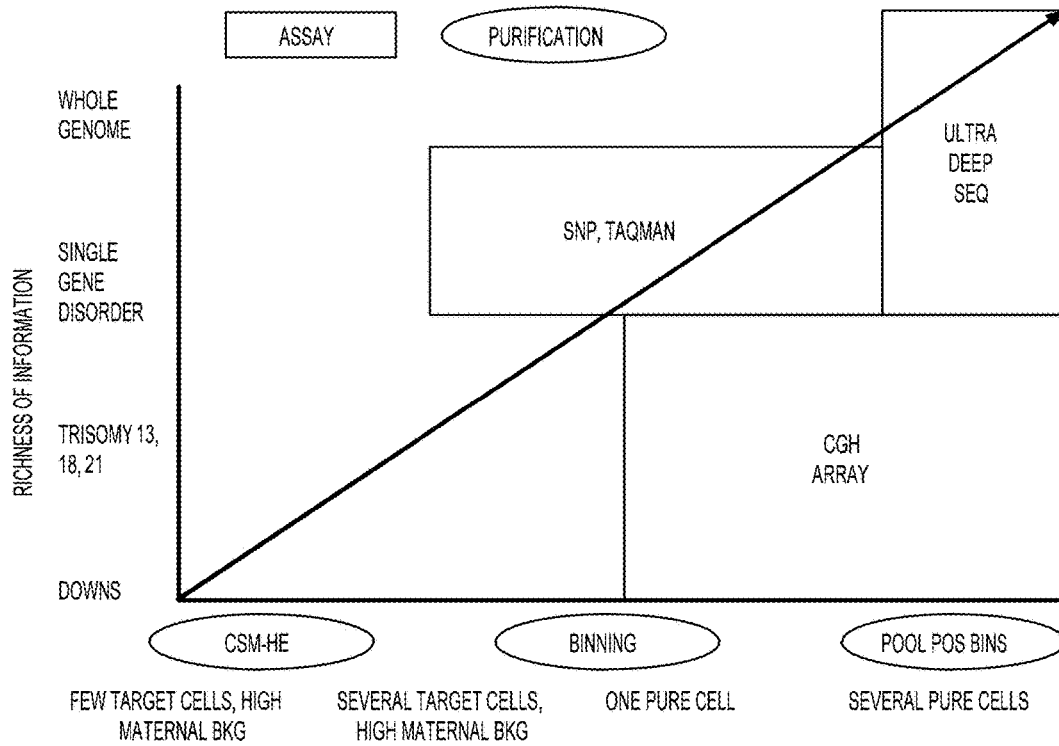 ASSAY
PURIFICATION
WHOLE
GENOME
ULTRA
DEEP
SEQ
SNP, TAQMAN
SINGLE
GENE
DISORDER
RICHNESS OF INFORMATION
TRISOMY 13,
18, 21
CGH
ARRAY
DOWNS
CSM-HE
BINNING
POOL POS BINS
FEW TARGET CELLS, HIGH
MATERNAL BKG
SEVERAL TARGET CELLS,
HIGH MATERNAL BKG
ONE PURE CELL
SEVERAL PURE CELLS